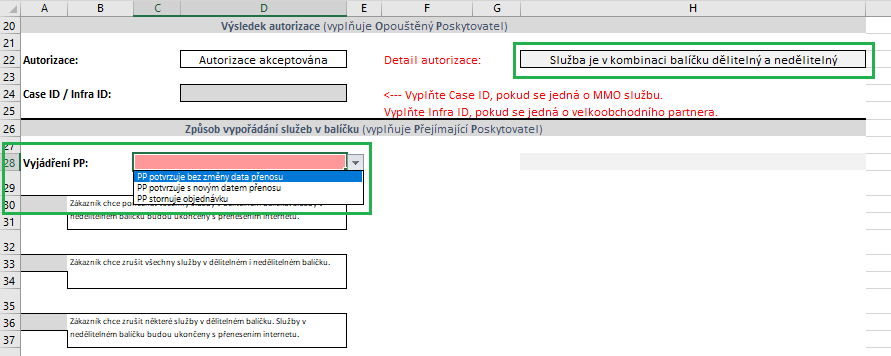 A B C D E F G H
20 Výsledek autorizace (vyplňuje Opouštěný Poskytovatel)
21
22 Autorizace: Autorizace akceptována Detail autorizace: Služba je v kombinaci balíčku dělitelný a nedělitelný
23
24 Case ID / Infra ID: <--- Vyplňte Case ID, pokud se jedná o MMO službu.
25 Vyplňte Infra ID, pokud se jedná o velkoobchodního partnera.
26 Způsob vypořádání služeb v balíčku (vyplňuje Přejímající Poskytovatel)
27
28 Vyjádření PP:
PP potvrzuje bez změny data přenosu
29 PP potvrzuje s novým datem přenosu
PP stornuje objednávku
30 Zákazník chce
31 nedělitelném balíčku budou ukončeny s přenesením internetu.
32
33 Zákazník chce zrušit všechny služby v dělitelném i nedělitelném balíčku.
34
35
36 Zákazník chce zrušit některé služby v dělitelném balíčku. Služby v
37 nedělitelném balíčku budou ukončeny s přenesením internetu.